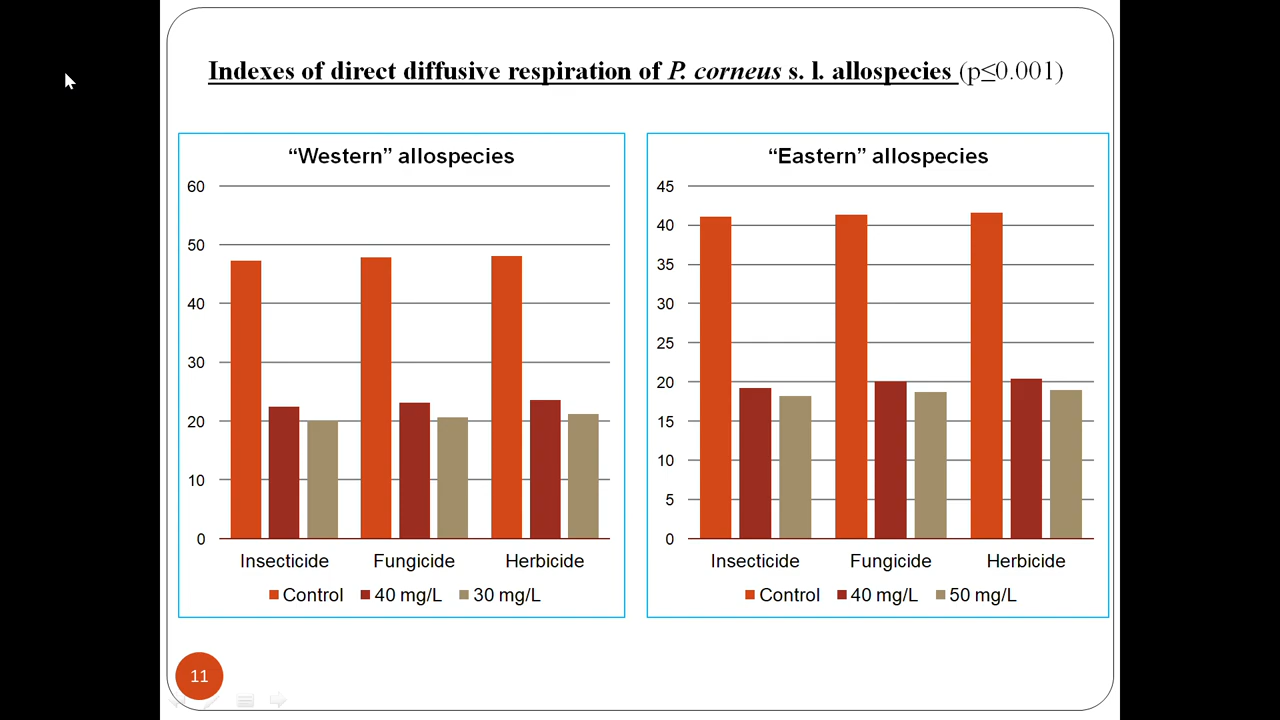 Indexes of direct diffusive respiration of P. corneus s. l. allospecies (p≤0.001)
“Western” allospecies
60
50
40
30
20
10
0
Insecticide Fungicide Herbicide
Control 40 mg/L 30 mg/L
“Eastern” allospecies
45
40
35
30
25
20
15
10
5
0
Insecticide Fungicide Herbicide
Control 40 mg/L 50 mg/L
11